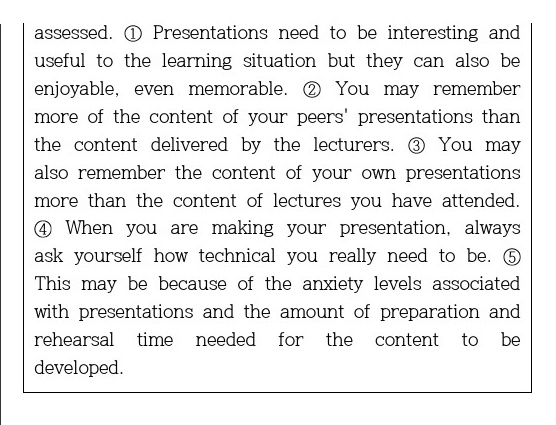 assessed. ① Presentations need to be interesting and
useful to the learning situation but they can also be
enjoyable, even memorable. ② You may remember
more of the content of your peers' presentations than
the content delivered by the lecturers. ③ You may
also remember the content of your own presentations
more than the content of lectures you have attended.
④ When you are making your presentation, always
ask yourself how technical you really need to be. ⑤
This may be because of the anxiety levels associated
with presentations and the amount of preparation and
rehearsal time needed for the content to be
developed.